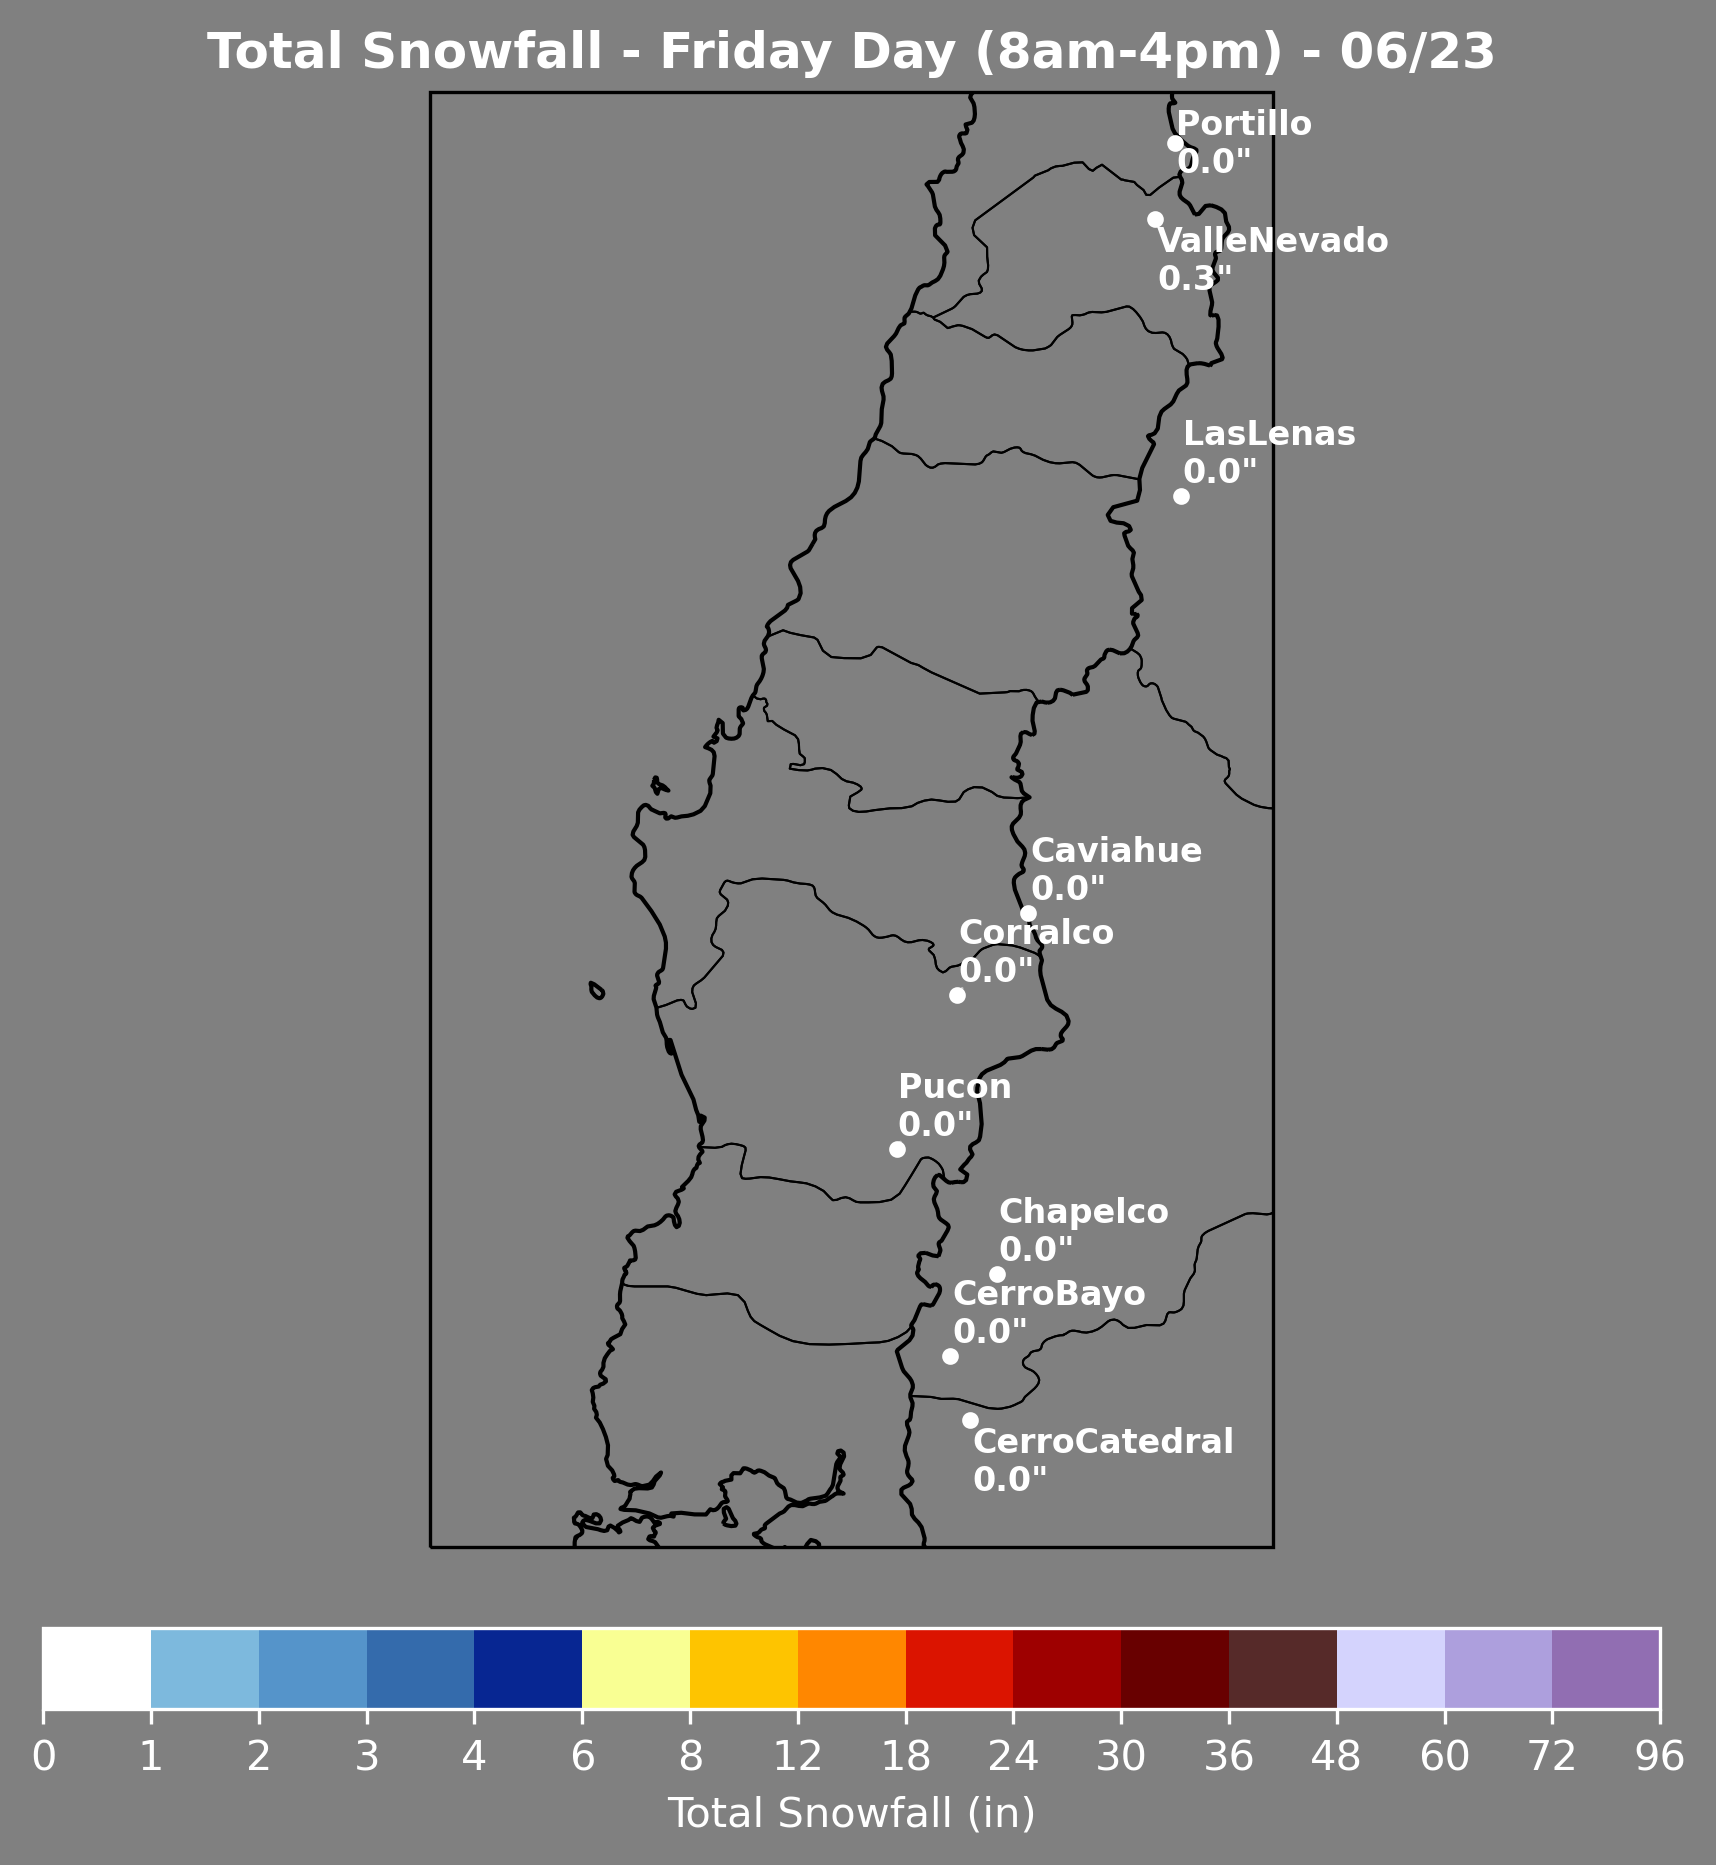 Total Snowfall - Friday Day (8am-4pm) - 06/23
Portillo
0.0"
ValleNevado
0.3"
LasLenas
0.0"
Caviahue
0.0"
Corralco
0.0"
Pucon
0.0"
Chapelco
0.0"
CerroBayo
0.0"
CerroCatedral
0.0"
0 1 2 3 4 6 8 12 18 24 30 36 48 60 72 96
Total Snowfall (in)